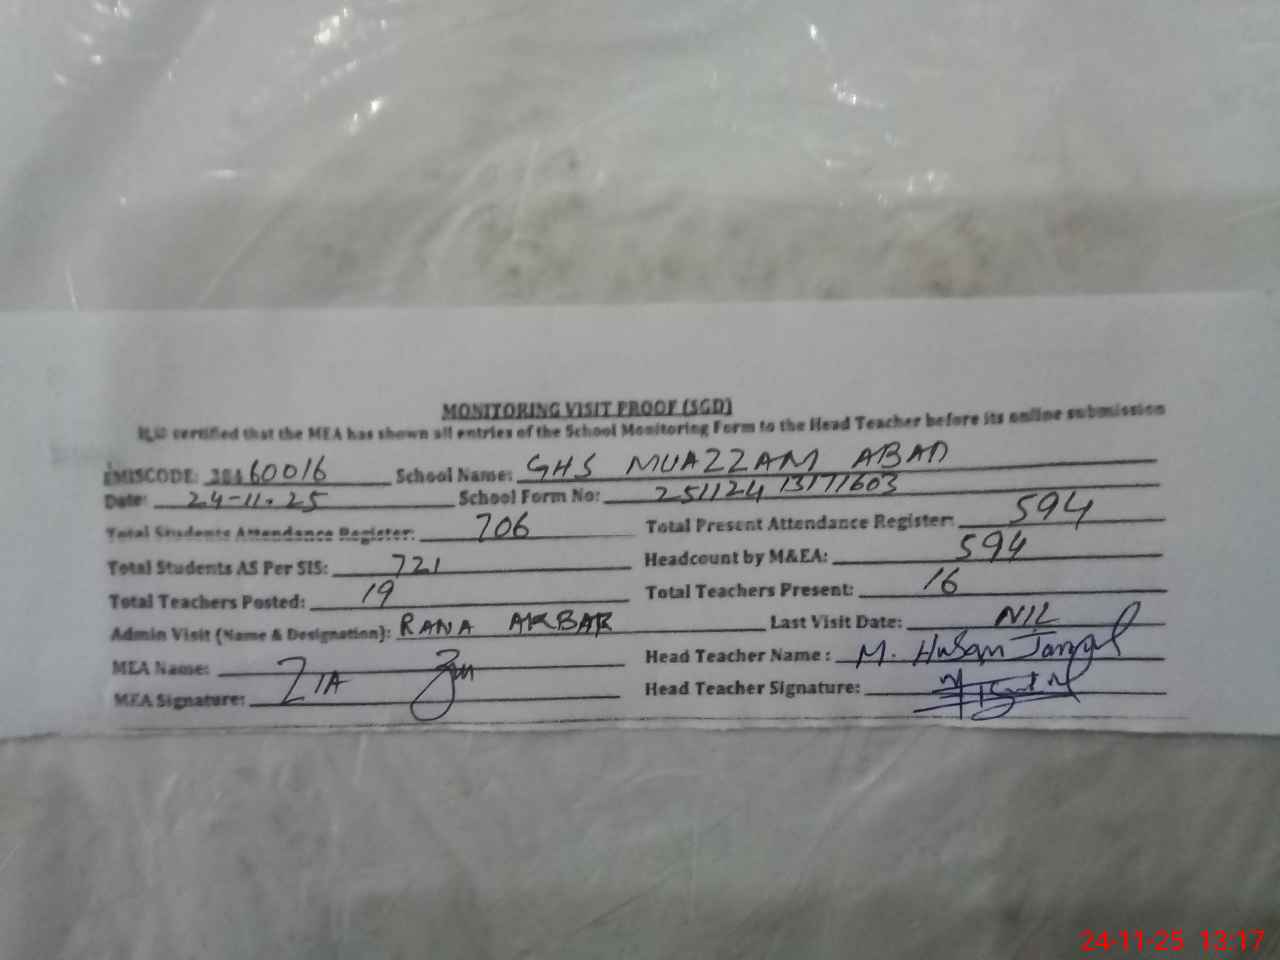 MONITORING VISIT PROOF (SGD)
It is certified that the MEA has shown all entries of the School Monitoring Form to the Head Teacher before its online submission
EMISCODE: 38460016 School Name: GHS MUAZZAM ABAD
Date: 24-11-25 School Form No: 251124 13171603
Total Students Attendance Register: 706 Total Present Attendance Register: 594
Total Students AS Per SIS: 721 Headcount by M&EA: 594
Total Teachers Posted: 19 Total Teachers Present: 16
Admin Visit (Name & Designation): RANA AKBAR Last Visit Date: NIL
MEA Name: ZIA Head Teacher Name: M. Hasan
MEA Signature: Head Teacher Signature:
24-11-25 13:17